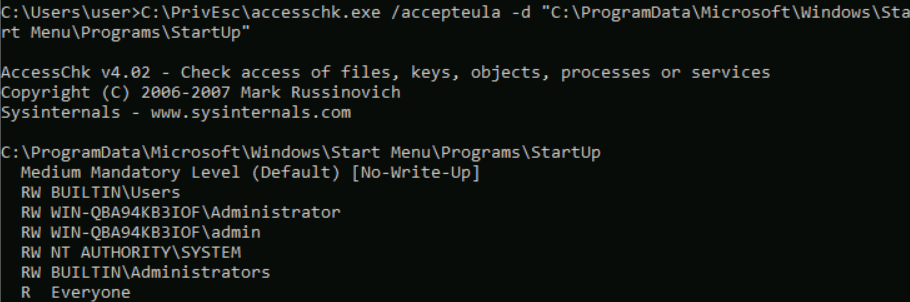 C:\Users\user>C:\PrivEsc\accesschk.exe /accepteula -d "C:\ProgramData\Microsoft\Windows\Sta
rt Menu\Programs\StartUp"
AccessChk v4.02 - Check access of files, keys, objects, processes or services
Copyright (C) 2006-2007 Mark Russinovich
Sysinternals - www.sysinternals.com
C:\ProgramData\Microsoft\Windows\Start Menu\Programs\StartUp
  Medium Mandatory Level (Default) [No-Write-Up]
  RW BUILTIN\Users
  RW WIN-QBA94KB3IOF\Administrator
  RW WIN-QBA94KB3IOF\admin
  RW NT AUTHORITY\SYSTEM
  RW BUILTIN\Administrators
  R  Everyone